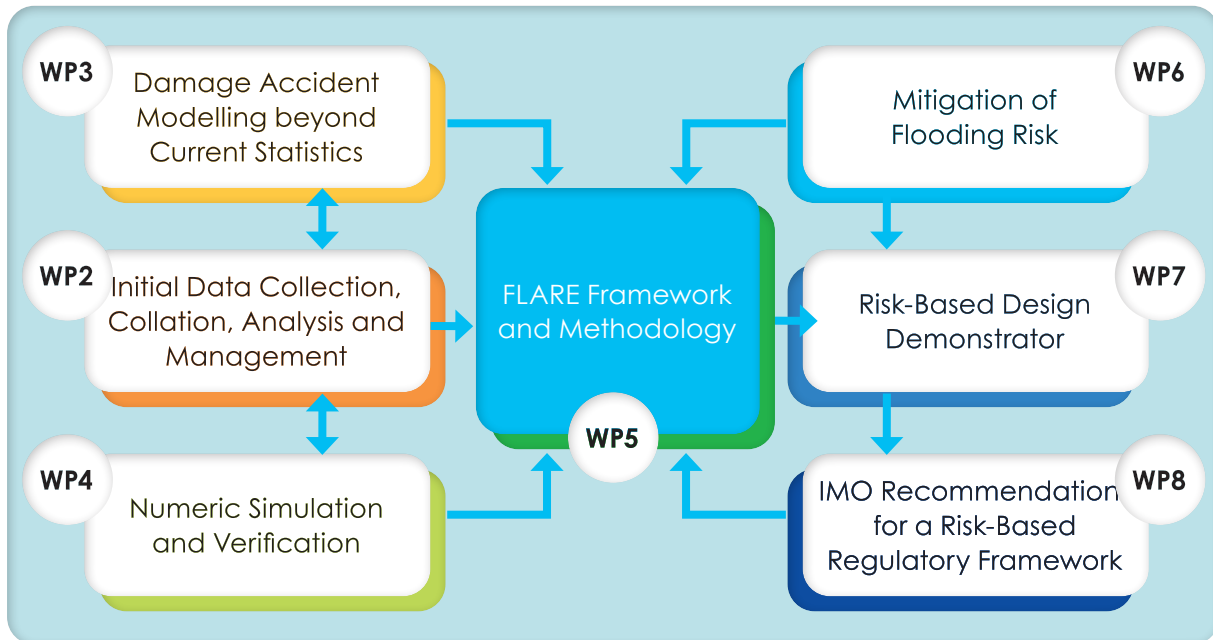 WP3
Damage Accident
Modelling beyond
Current Statistics
WP2
Initial Data Collection,
Collation, Analysis and
Management
WP4
Numeric Simulation
and Verification
FLARE Framework
and Methodology
WP5
WP6
Mitigation of
Flooding Risk
WP7
Risk-Based Design
Demonstrator
WP8
IMO Recommendation
for a Risk-Based
Regulatory Framework